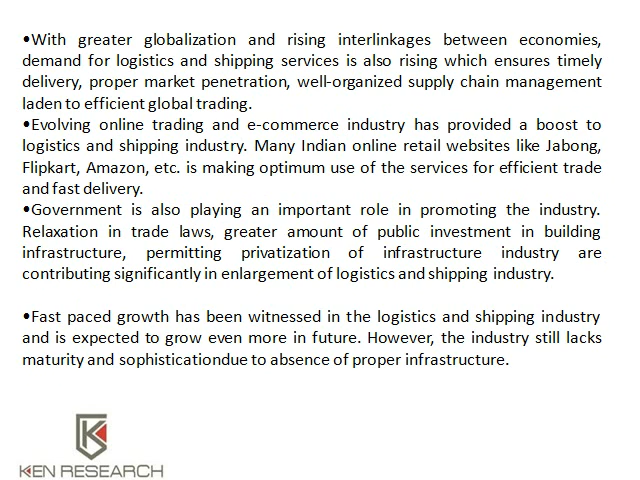 •With greater globalization and rising interlinkages between economies,
demand for logistics and shipping services is also rising which ensures timely
delivery, proper market penetration, well-organized supply chain management
laden to efficient global trading.
•Evolving online trading and e-commerce industry has provided a boost to
logistics and shipping industry. Many Indian online retail websites like Jabong,
Flipkart, Amazon, etc. is making optimum use of the services for efficient trade
and fast delivery.
•Government is also playing an important role in promoting the industry.
Relaxation in trade laws, greater amount of public investment in building
infrastructure, permitting privatization of infrastructure industry are
contributing significantly in enlargement of logistics and shipping industry.
•Fast paced growth has been witnessed in the logistics and shipping industry
and is expected to grow even more in future. However, the industry still lacks
maturity and sophisticationdue to absence of proper infrastructure.
KEN RESEARCH